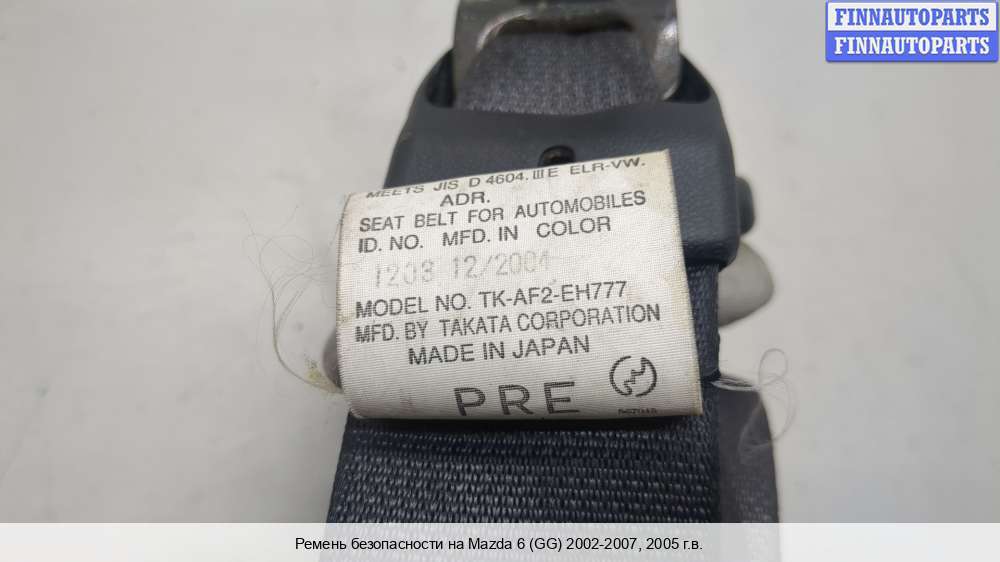 FINNAUTOPARTS
FINNAUTOPARTS
MEETS JIS D 4604. III E ELR-VW.
ADR.
SEAT BELT FOR AUTOMOBILES
ID. NO. MFD. IN COLOR
1203 12/2004
MODEL NO. TK-AF2-EH777
MFD. BY TAKATA CORPORATION
MADE IN JAPAN
PRE
Ремень безопасности на Mazda 6 (GG) 2002-2007, 2005 г.в.